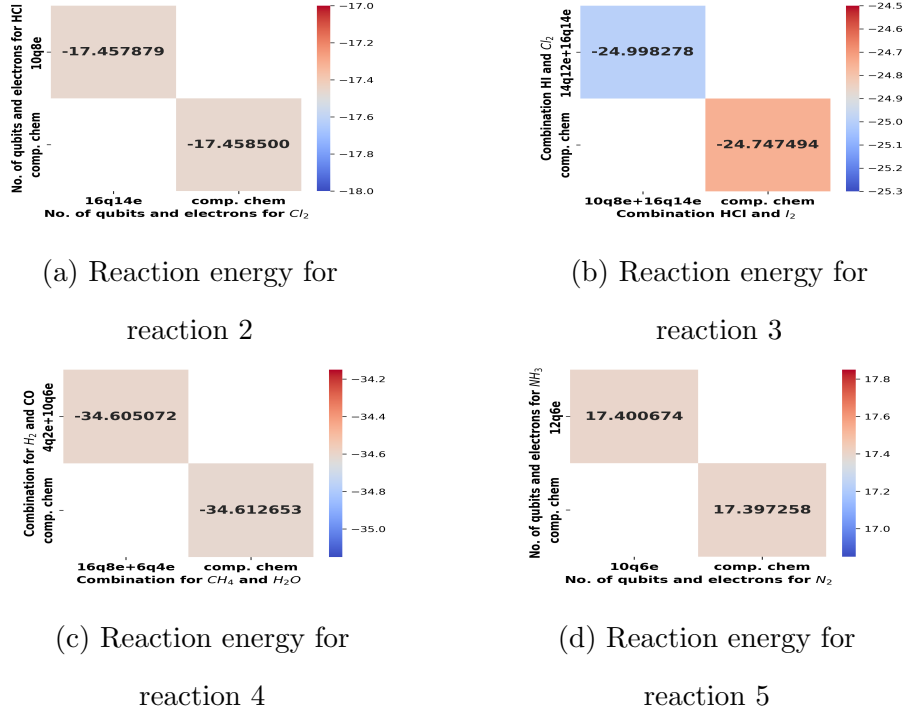 No. of qubits and electrons for HCl
10q8e
comp. chem
-17.457879
-17.458500
16q14e comp. chem
No. of qubits and electrons for Cl₂
−17.0
−17.2
−17.4
−17.6
−17.8
−18.0
(a) Reaction energy for
reaction 2
Combination HI and Cl₂
14q12e+16q14e
comp. chem
-24.998278
-24.747494
10q8e+16q14e comp. chem
Combination HCl and I₂
−24.5
−24.6
−24.7
−24.8
−24.9
−25.0
−25.1
−25.2
−25.3
(b) Reaction energy for
reaction 3
Combination for H₂ and CO
4q2e+10q6e
comp. chem
-34.605072
-34.612653
16q8e+6q4e comp. chem
Combination for CH₄ and H₂O
−34.2
−34.4
−34.6
−34.8
−35.0
(c) Reaction energy for
reaction 4
No. of qubits and electrons for NH₃
12q6e
comp. chem
17.400674
17.397258
10q6e comp. chem
No. of qubits and electrons for N₂
17.8
17.6
17.4
17.2
17.0
(d) Reaction energy for
reaction 5